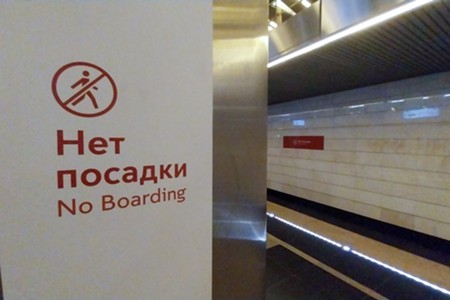 Нет
посадки
No Boarding